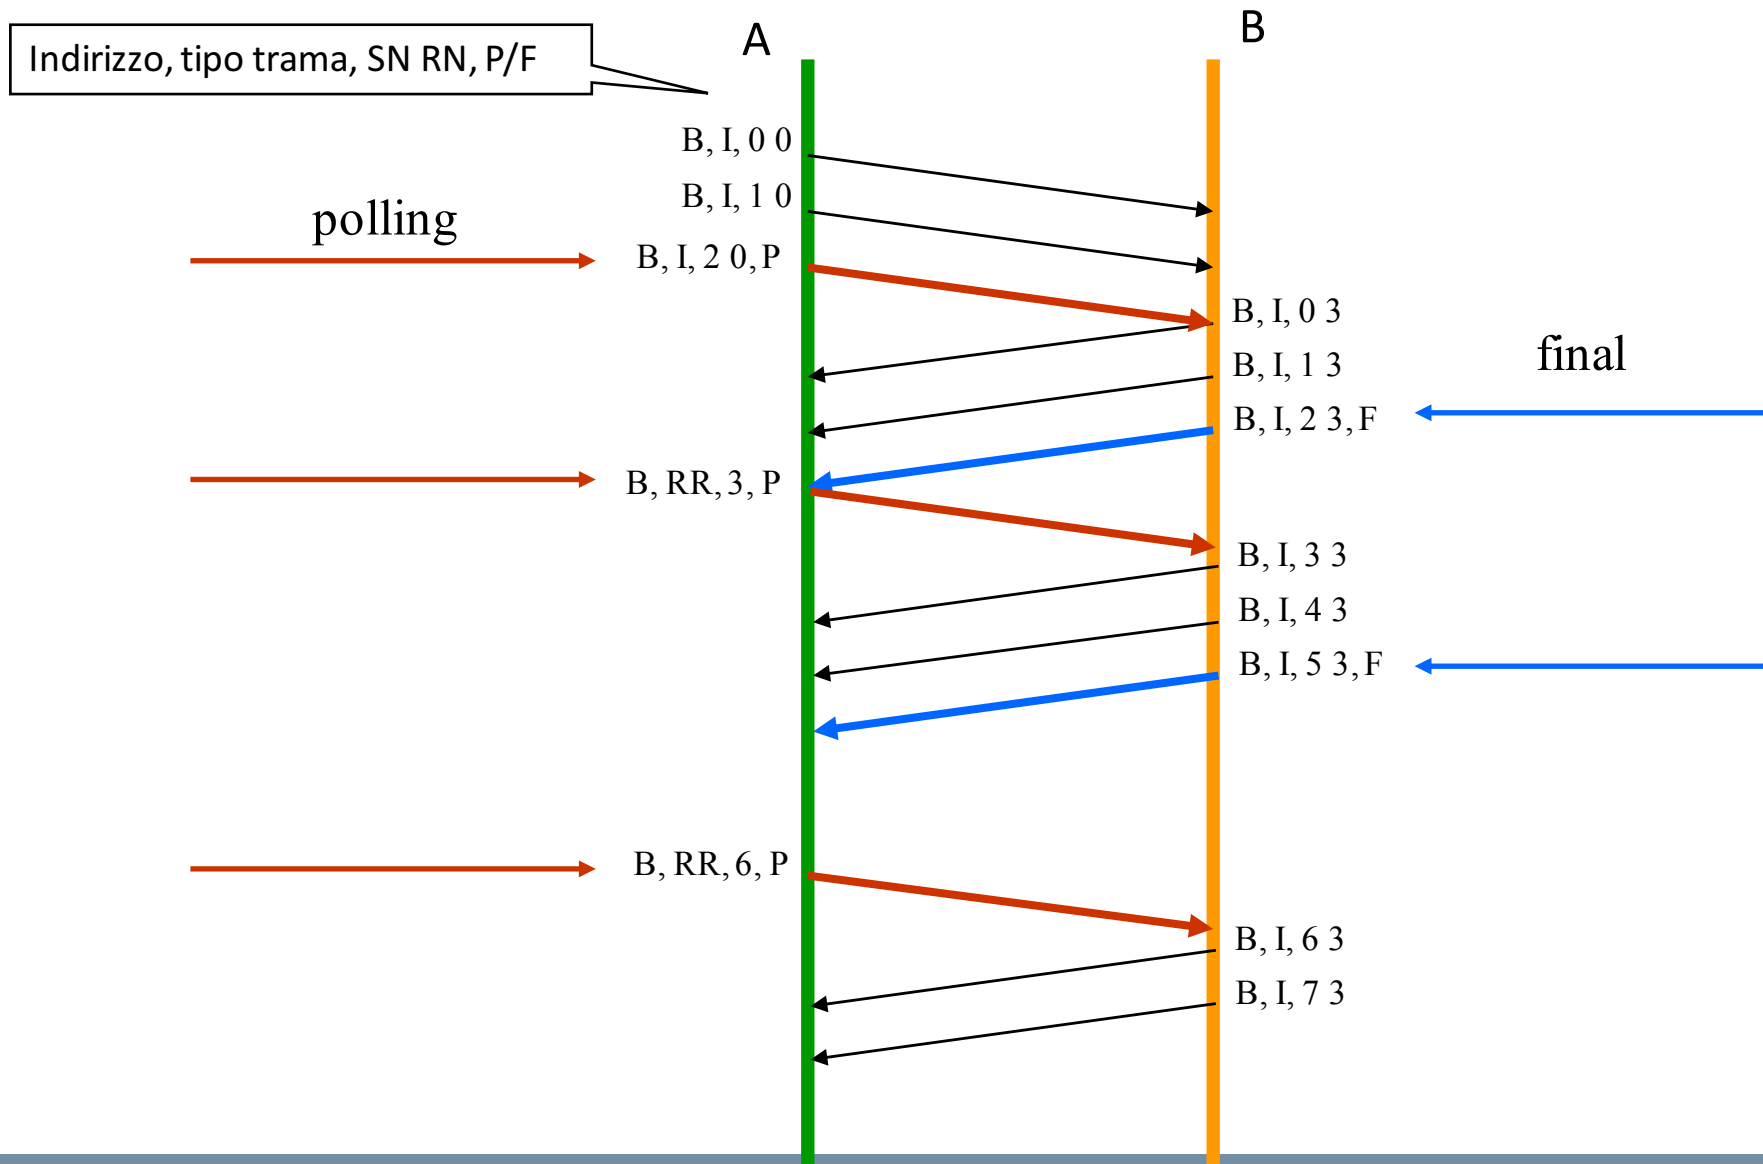 A
B
Indirizzo, tipo trama, SN RN, P/F
B, I, 0 0
B, I, 1 0
polling
B, I, 2 0, P
B, I, 0 3
B, I, 1 3
final
B, I, 2 3, F
B, RR, 3, P
B, I, 3 3
B, I, 4 3
B, I, 5 3, F
B, RR, 6, P
B, I, 6 3
B, I, 7 3